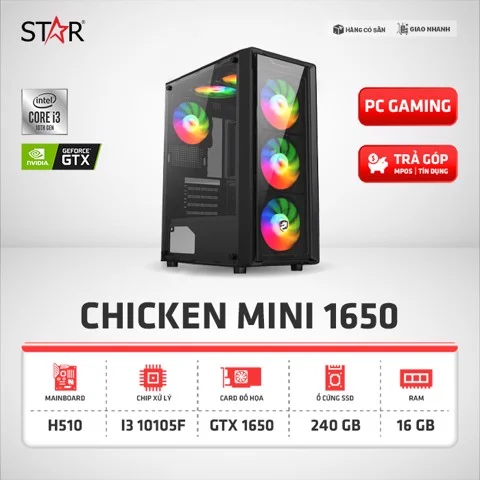 STAR
HÀNG CÓ SẴN
GIAO NHANH
intel
CORE i3
10TH GEN
NVIDIA
GEFORCE
GTX
PC GAMING
TRẢ GÓP
MPOS | TÍN DỤNG
CHICKEN MINI 1650
MAINBOARD
H510
CHIP XỬ LÝ
I3 10105F
CARD ĐỒ HỌA
GTX 1650
Ổ CỨNG SSD
240 GB
RAM
16 GB